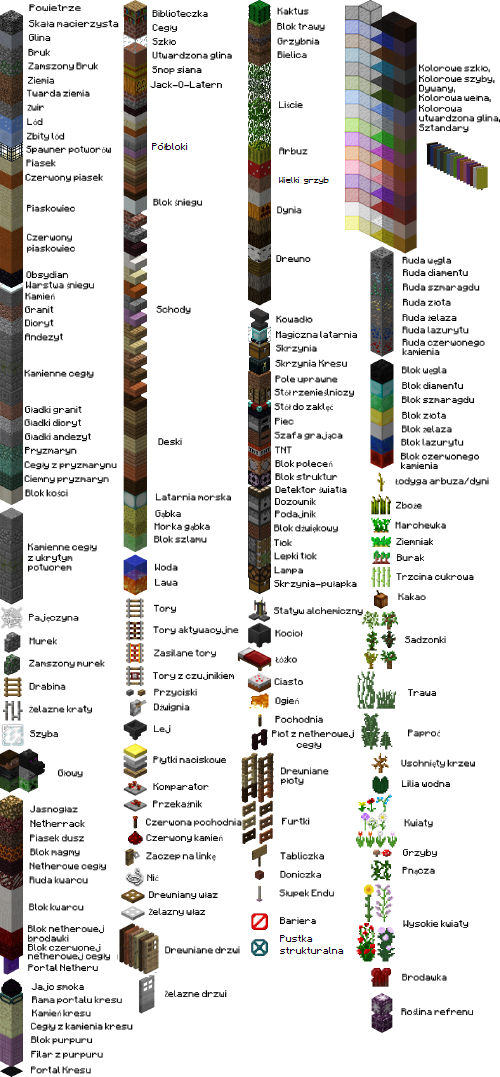 Powietrze
Skała macierzysta
Glina
Bruk
Zamszony Bruk
Ziemia
Twarda ziemia
Żwir
Lód
Zbity lód
Spawner potworów
Piasek
Czerwony piasek
Piaskowiec
Czerwony
piaskowiec
Obsydian
Warstwa śniegu
Kamień
Granit
Dioryt
Andezyt
Kamienne cegły
Gładki granit
Gładki dioryt
Gładki andezyt
Pryzmaryn
Cegły z pryzmarynu
Ciemny pryzmaryn
Blok kości
Kamienne cegły
z ukrytym
potworem
Pajęczyna
Murek
Zamszony murek
Drabina
Żelazne kraty
Szyba
Głowy
Jasnogłaz
Netherrack
Piasek dusz
Blok magmy
Netherowe cegły
Ruda kwarcu
Blok kwarcu
Blok netherowej
brodawki
Blok czerwonej
netherowej cegły
Portal Netheru
Jajo smoka
Rama portalu kresu
Kamień kresu
Cegły z kamienia kresu
Blok purpuru
Filar z purpuru
Portal Kresu
Biblioteczka
Cegły
Szkło
Utwardzona glina
Snop siana
Jack-O-Latern
Półbloki
Blok śniegu
Schody
Deski
Latarnia morska
Gąbka
Morka gąbka
Blok szlamu
Woda
Lawa
Tory
Tory aktywacyjne
Zasilane tory
Tory z czujnikiem
Przyciski
Dźwignia
Lej
Płytki naciskowe
Komparator
Przekaźnik
Czerwona pochodnia
Czerwony kamień
Zaczep na linkę
Nić
Drewniany właz
Żelazny właz
Drewniane drzwi
Żelazne drzwi
Kaktus
Blok trawy
Grzybnia
Bielica
Liście
Arbuz
Wielki grzyb
Dynia
Drewno
Kowadło
Magiczna latarnia
Skrzynia
Skrzynia Kresu
Pole uprawne
Stół rzemieślniczy
Stół do zaklęć
Piec
Szafa grająca
TNT
Blok poleceń
Blok struktur
Detektor światła
Dozownik
Podajnik
Blok dźwiękowy
Tłok
Lepki tłok
Lampa
Skrzynia-pułapka
Statyw alchemiczny
Kocioł
Łóżko
Ciasto
Ogień
Pochodnia
Płot z netherowej
cegły
Drewniane
płoty
Furtki
Tabliczka
Doniczka
Słupek Endu
Bariera
Pustka
strukturalna
Kolorowe szkło,
Kolorowe szyby,
Dywany,
Kolorowa wełna,
Kolorowa
utwardzona glina,
Sztandary
Ruda węgla
Ruda diamentu
Ruda szmaragdu
Ruda złota
Ruda żelaza
Ruda lazurytu
Ruda czerwonego
kamienia
Blok węgla
Blok diamentu
Blok szmaragdu
Blok złota
Blok żelaza
Blok lazurytu
Blok czerwonego
kamienia
Łodyga arbuza/dyni
Zboże
Marchewka
Ziemniak
Burak
Trzcina cukrowa
Kakao
Sadzonki
Trawa
Paproć
Uschnięty krzew
Lilia wodna
Kwiaty
Grzyby
Pnącza
Wysokie kwiaty
Brodawka
Roślina refrenu